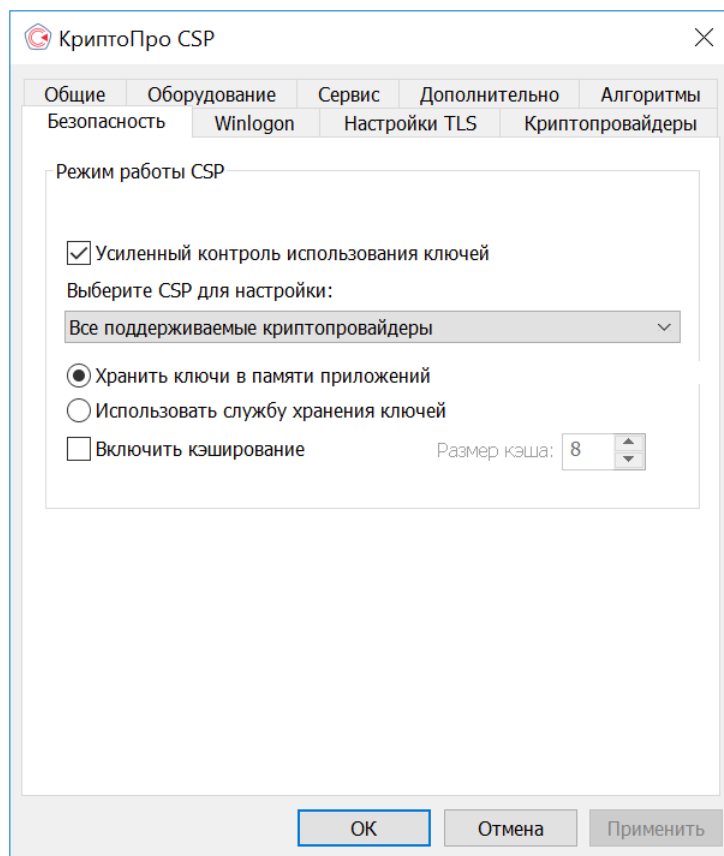 КриптоПро CSP
Общие Оборудование Сервис Дополнительно Алгоритмы
Безопасность Winlogon Настройки TLS Криптопровайдеры
Режим работы CSP
Усиленный контроль использования ключей
Выберите CSP для настройки:
Все поддерживаемые криптопровайдеры
Хранить ключи в памяти приложений
Использовать службу хранения ключей
Включить кэширование Размер кэша: 8
ОК Отмена Применить